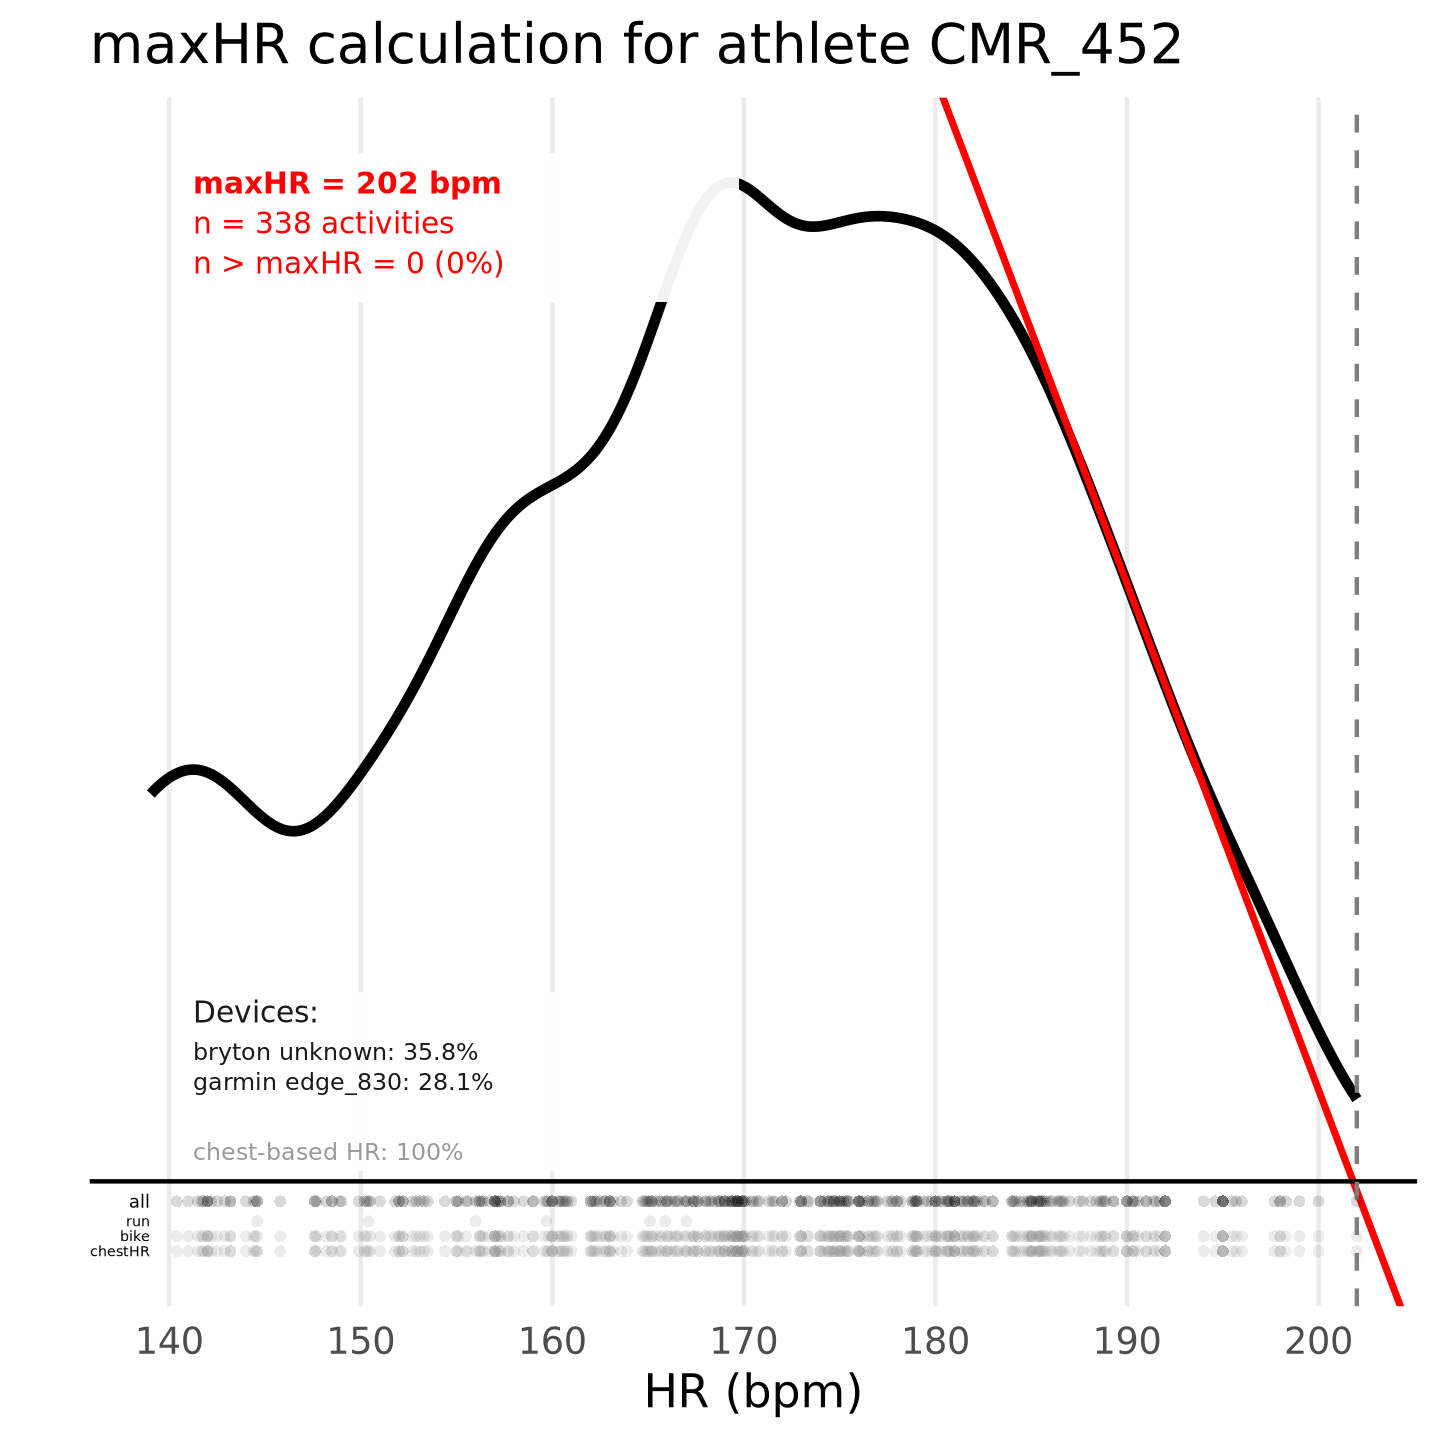 maxHR calculation for athlete CMR_452
maxHR = 202 bpm
n = 338 activities
n > maxHR = 0 (0%)
Devices:
bryton unknown: 35.8%
garmin edge_830: 28.1%
chest-based HR: 100%
all
run
bike
chestHR
140 150 160 170 180 190 200
HR (bpm)